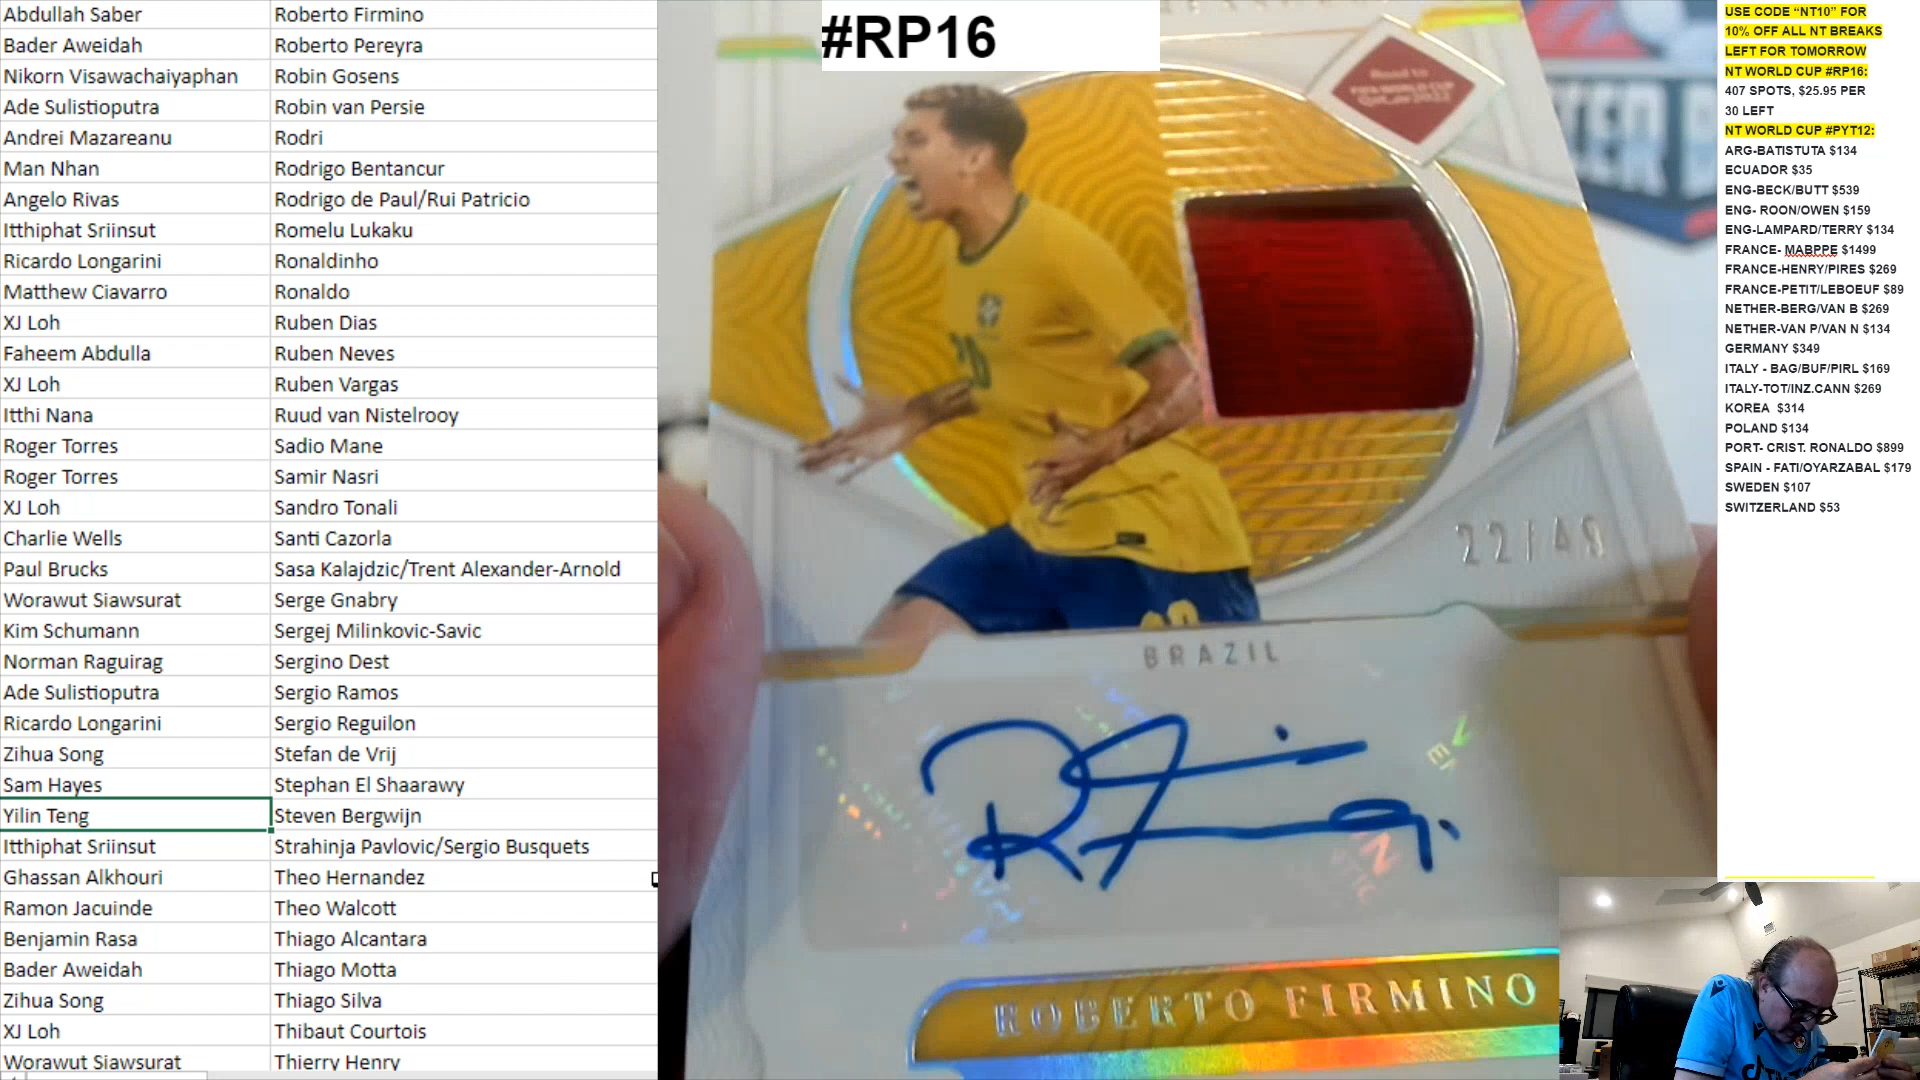 Abdullah Saber Roberto Firmino
Bader Aweidah Roberto Pereyra
Nikorn Visawachaiyaphan Robin Gosens
Ade Sulistioputra Robin van Persie
Andrei Mazareanu Rodri
Man Nhan Rodrigo Bentancur
Angelo Rivas Rodrigo de Paul/Rui Patricio
Itthiphat Sriinsut Romelu Lukaku
Ricardo Longarini Ronaldinho
Matthew Ciavarro Ronaldo
XJ Loh Ruben Dias
Faheem Abdulla Ruben Neves
XJ Loh Ruben Vargas
Itthi Nana Ruud van Nistelrooy
Roger Torres Sadio Mane
Roger Torres Samir Nasri
XJ Loh Sandro Tonali
Charlie Wells Santi Cazorla
Paul Brucks Sasa Kalajdzic/Trent Alexander-Arnold
Worawut Siawsurat Serge Gnabry
Kim Schumann Sergej Milinkovic-Savic
Norman Raguirag Sergino Dest
Ade Sulistioputra Sergio Ramos
Ricardo Longarini Sergio Reguilon
Zihua Song Stefan de Vrij
Sam Hayes Stephan El Shaarawy
Yilin Teng Steven Bergwijn
Itthiphat Sriinsut Strahinja Pavlovic/Sergio Busquets
Ghassan Alkhouri Theo Hernandez
Ramon Jacuinde Theo Walcott
Benjamin Rasa Thiago Alcantara
Bader Aweidah Thiago Motta
Zihua Song Thiago Silva
XJ Loh Thibaut Courtois
Worawut Siawsurat Thierry Henry
#RP16
Road to
FIFA WORLD CUP
Qatar 2022
20
22/49
20
BRAZIL
ROBERTO FIRMINO
USE CODE “NT10” FOR
10% OFF ALL NT BREAKS
LEFT FOR TOMORROW
NT WORLD CUP #RP16:
407 SPOTS, $25.95 PER
30 LEFT
NT WORLD CUP #PYT12:
ARG-BATISTUTA $134
ECUADOR $35
ENG-BECK/BUTT $539
ENG- ROON/OWEN $159
ENG-LAMPARD/TERRY $134
FRANCE- MABPPE $1499
FRANCE-HENRY/PIRES $269
FRANCE-PETIT/LEBOEUF $89
NETHER-BERG/VAN B $269
NETHER-VAN P/VAN N $134
GERMANY $349
ITALY - BAG/BUF/PIRL $169
ITALY-TOT/INZ.CANN $269
KOREA $314
POLAND $134
PORT- CRIST. RONALDO $899
SPAIN - FATI/OYARZABAL $179
SWEDEN $107
SWITZERLAND $53